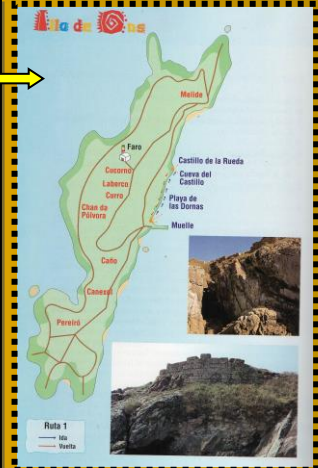 Illa de Ons
Melide
Faro
Castillo de la Rueda
Cucorno
Cueva del
Castillo
Laberco
Curro
Playa de
las Dornas
Chan da
Pólvora
Muelle
Caño
Canexol
Pereiró
Ruta 1
Ida
Vuelta